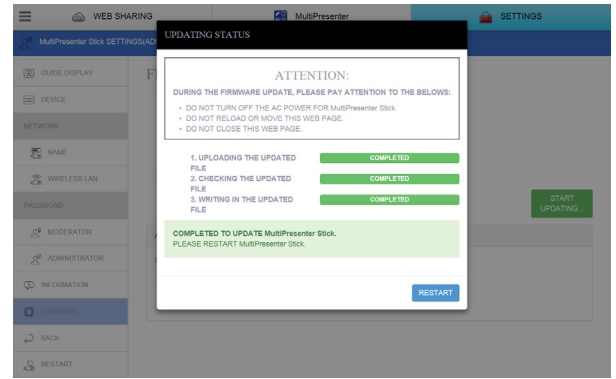 WEB SHARING
MultiPresenter
SETTINGS
MultiPresenter Stick SETTINGS(AD
UPDATING STATUS
GUIDE DISPLAY
DEVICE
NETWORK
NAME
WIRELESS LAN
PASSWORD
MODERATOR
ADMINISTRATOR
INFORMATION
FIRMWARE
BACK
RESTART
F
ATTENTION:
DURING THE FIRMWARE UPDATE, PLEASE PAY ATTENTION TO THE BELOWS:
• DO NOT TURN OFF THE AC POWER FOR MultiPresenter Stick.
• DO NOT RELOAD OR MOVE THIS WEB PAGE.
• DO NOT CLOSE THIS WEB PAGE.
1. UPLOADING THE UPDATED
FILE
COMPLETED
2. CHECKING THE UPDATED
FILE
COMPLETED
3. WRITING IN THE UPDATED
FILE
COMPLETED
START
UPDATING...
COMPLETED TO UPDATE MultiPresenter Stick.
PLEASE RESTART MultiPresenter Stick.
RESTART